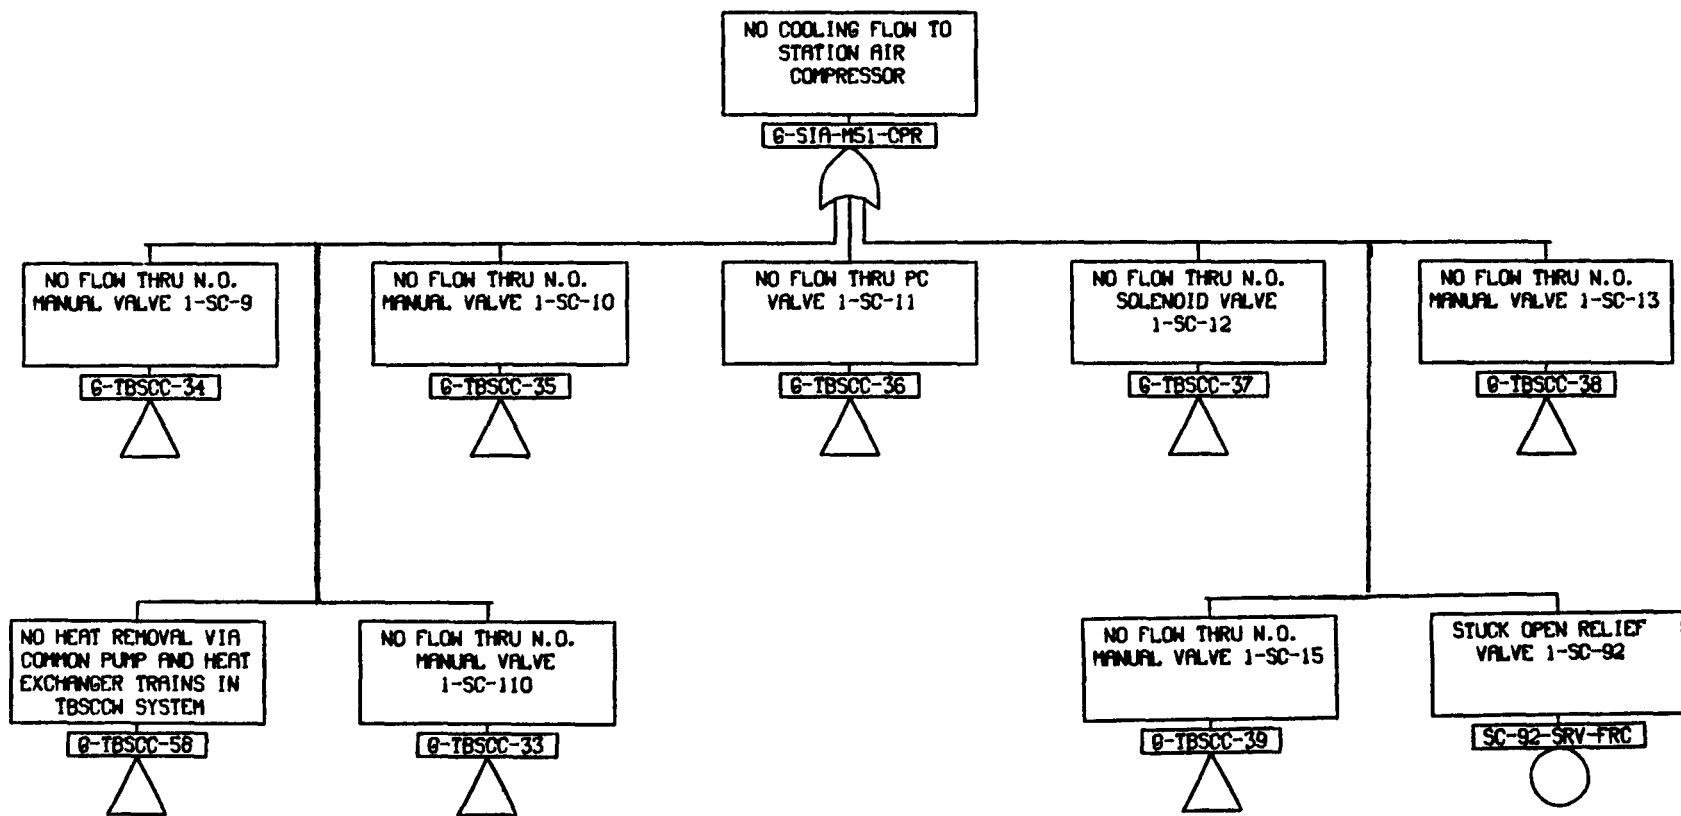 NO COOLING FLOW TO
STATION AIR
COMPRESSOR
G-SIA-MS1-CPR
NO FLOW THRU N.O.
MANUAL VALVE 1-SC-9
G-TBSCC-34
NO FLOW THRU N.O.
MANUAL VALVE 1-SC-10
G-TBSCC-35
NO FLOW THRU PC
VALVE 1-SC-11
G-TBSCC-36
NO FLOW THRU N.O.
SOLENOID VALVE
1-SC-12
G-TBSCC-37
NO FLOW THRU N.O.
MANUAL VALVE 1-SC-13
G-TBSCC-38
NO HEAT REMOVAL VIA
COMMON PUMP AND HEAT
EXCHANGER TRAINS IN
TBSCCW SYSTEM
G-TBSCC-58
NO FLOW THRU N.O.
MANUAL VALVE
1-SC-110
G-TBSCC-33
NO FLOW THRU N.O.
MANUAL VALVE 1-SC-15
G-TBSCC-39
STUCK OPEN RELIEF
VALVE 1-SC-92
SC-92-SRV-FRC